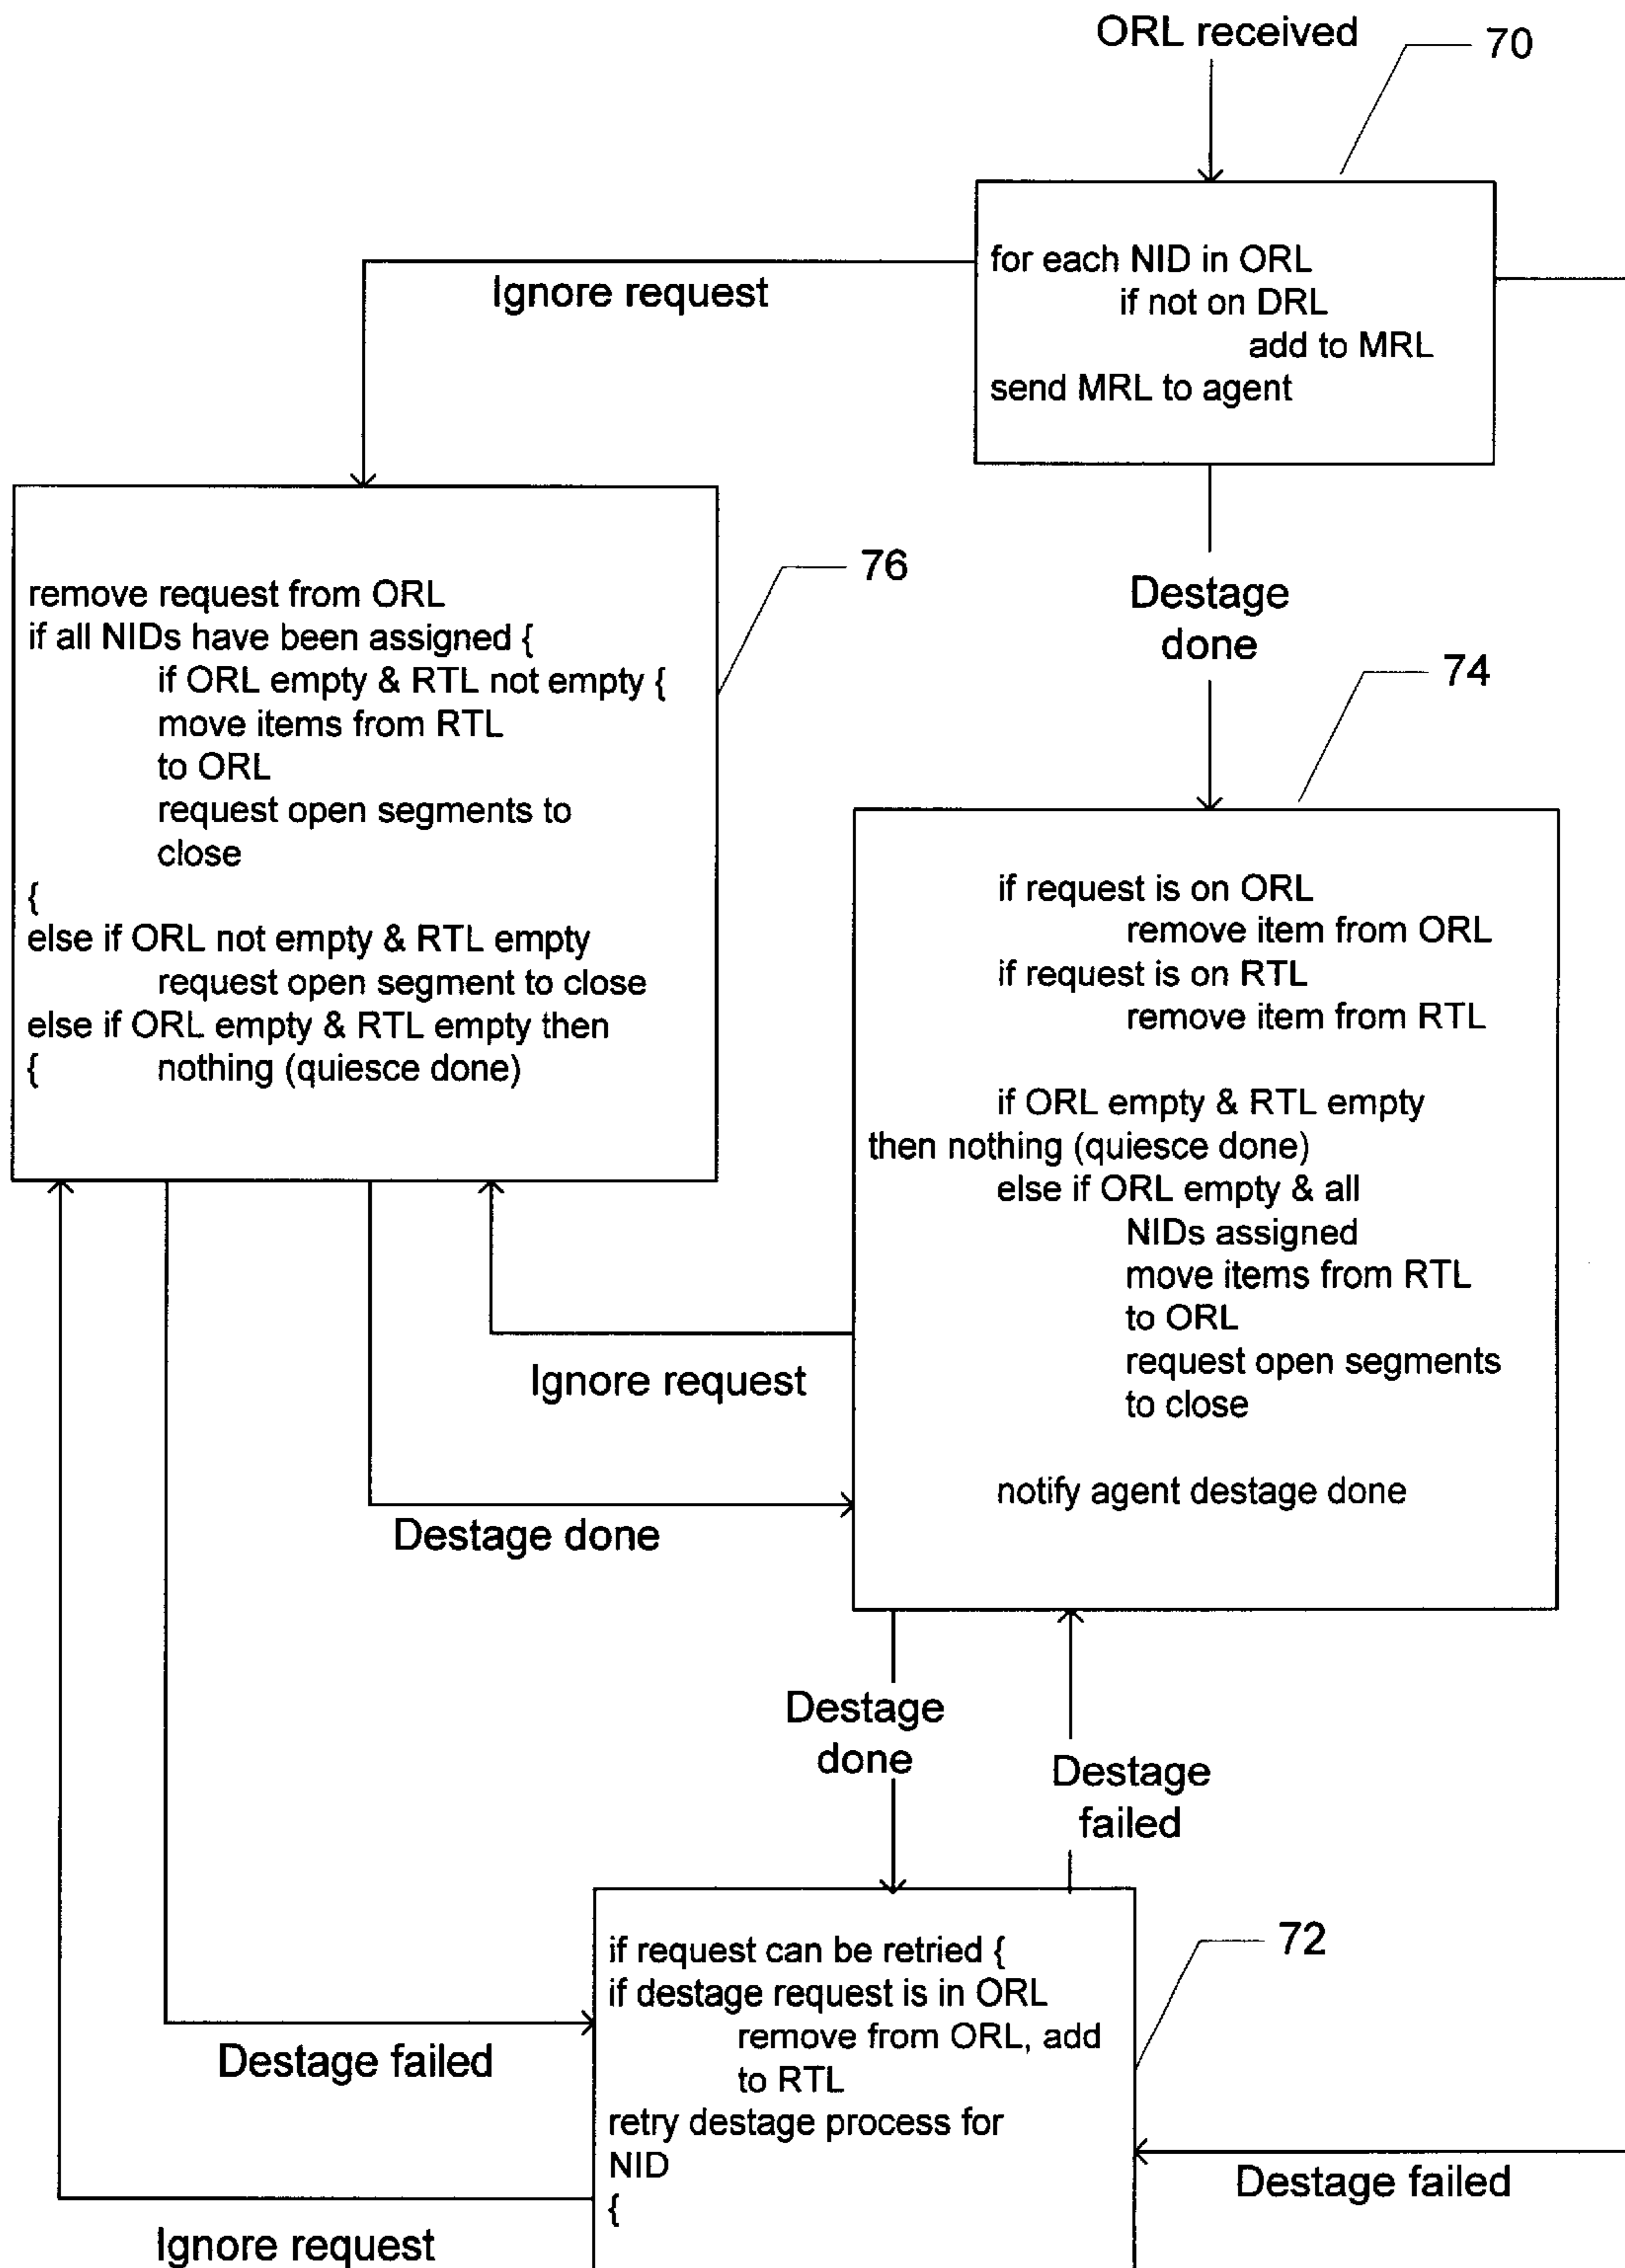 ORL received
70
for each NID in ORL
if not on DRL
add to MRL
send MRL to agent
Ignore request
Destage
done
76
remove request from ORL
if all NIDs have been assigned {
if ORL empty & RTL not empty {
move items from RTL
to ORL
request open segments to
close
{
else if ORL not empty & RTL empty
request open segment to close
else if ORL empty & RTL empty then
{ nothing (quiesce done)
74
if request is on ORL
remove item from ORL
if request is on RTL
remove item from RTL
if ORL empty & RTL empty
then nothing (quiesce done)
else if ORL empty & all
NIDs assigned
move items from RTL
to ORL
request open segments
to close
notify agent destage done
Ignore request
Destage done
Destage
done
Destage
failed
72
if request can be retried {
if destage request is in ORL
remove from ORL, add
to RTL
retry destage process for
NID
{
Destage failed
Destage failed
Ignore request